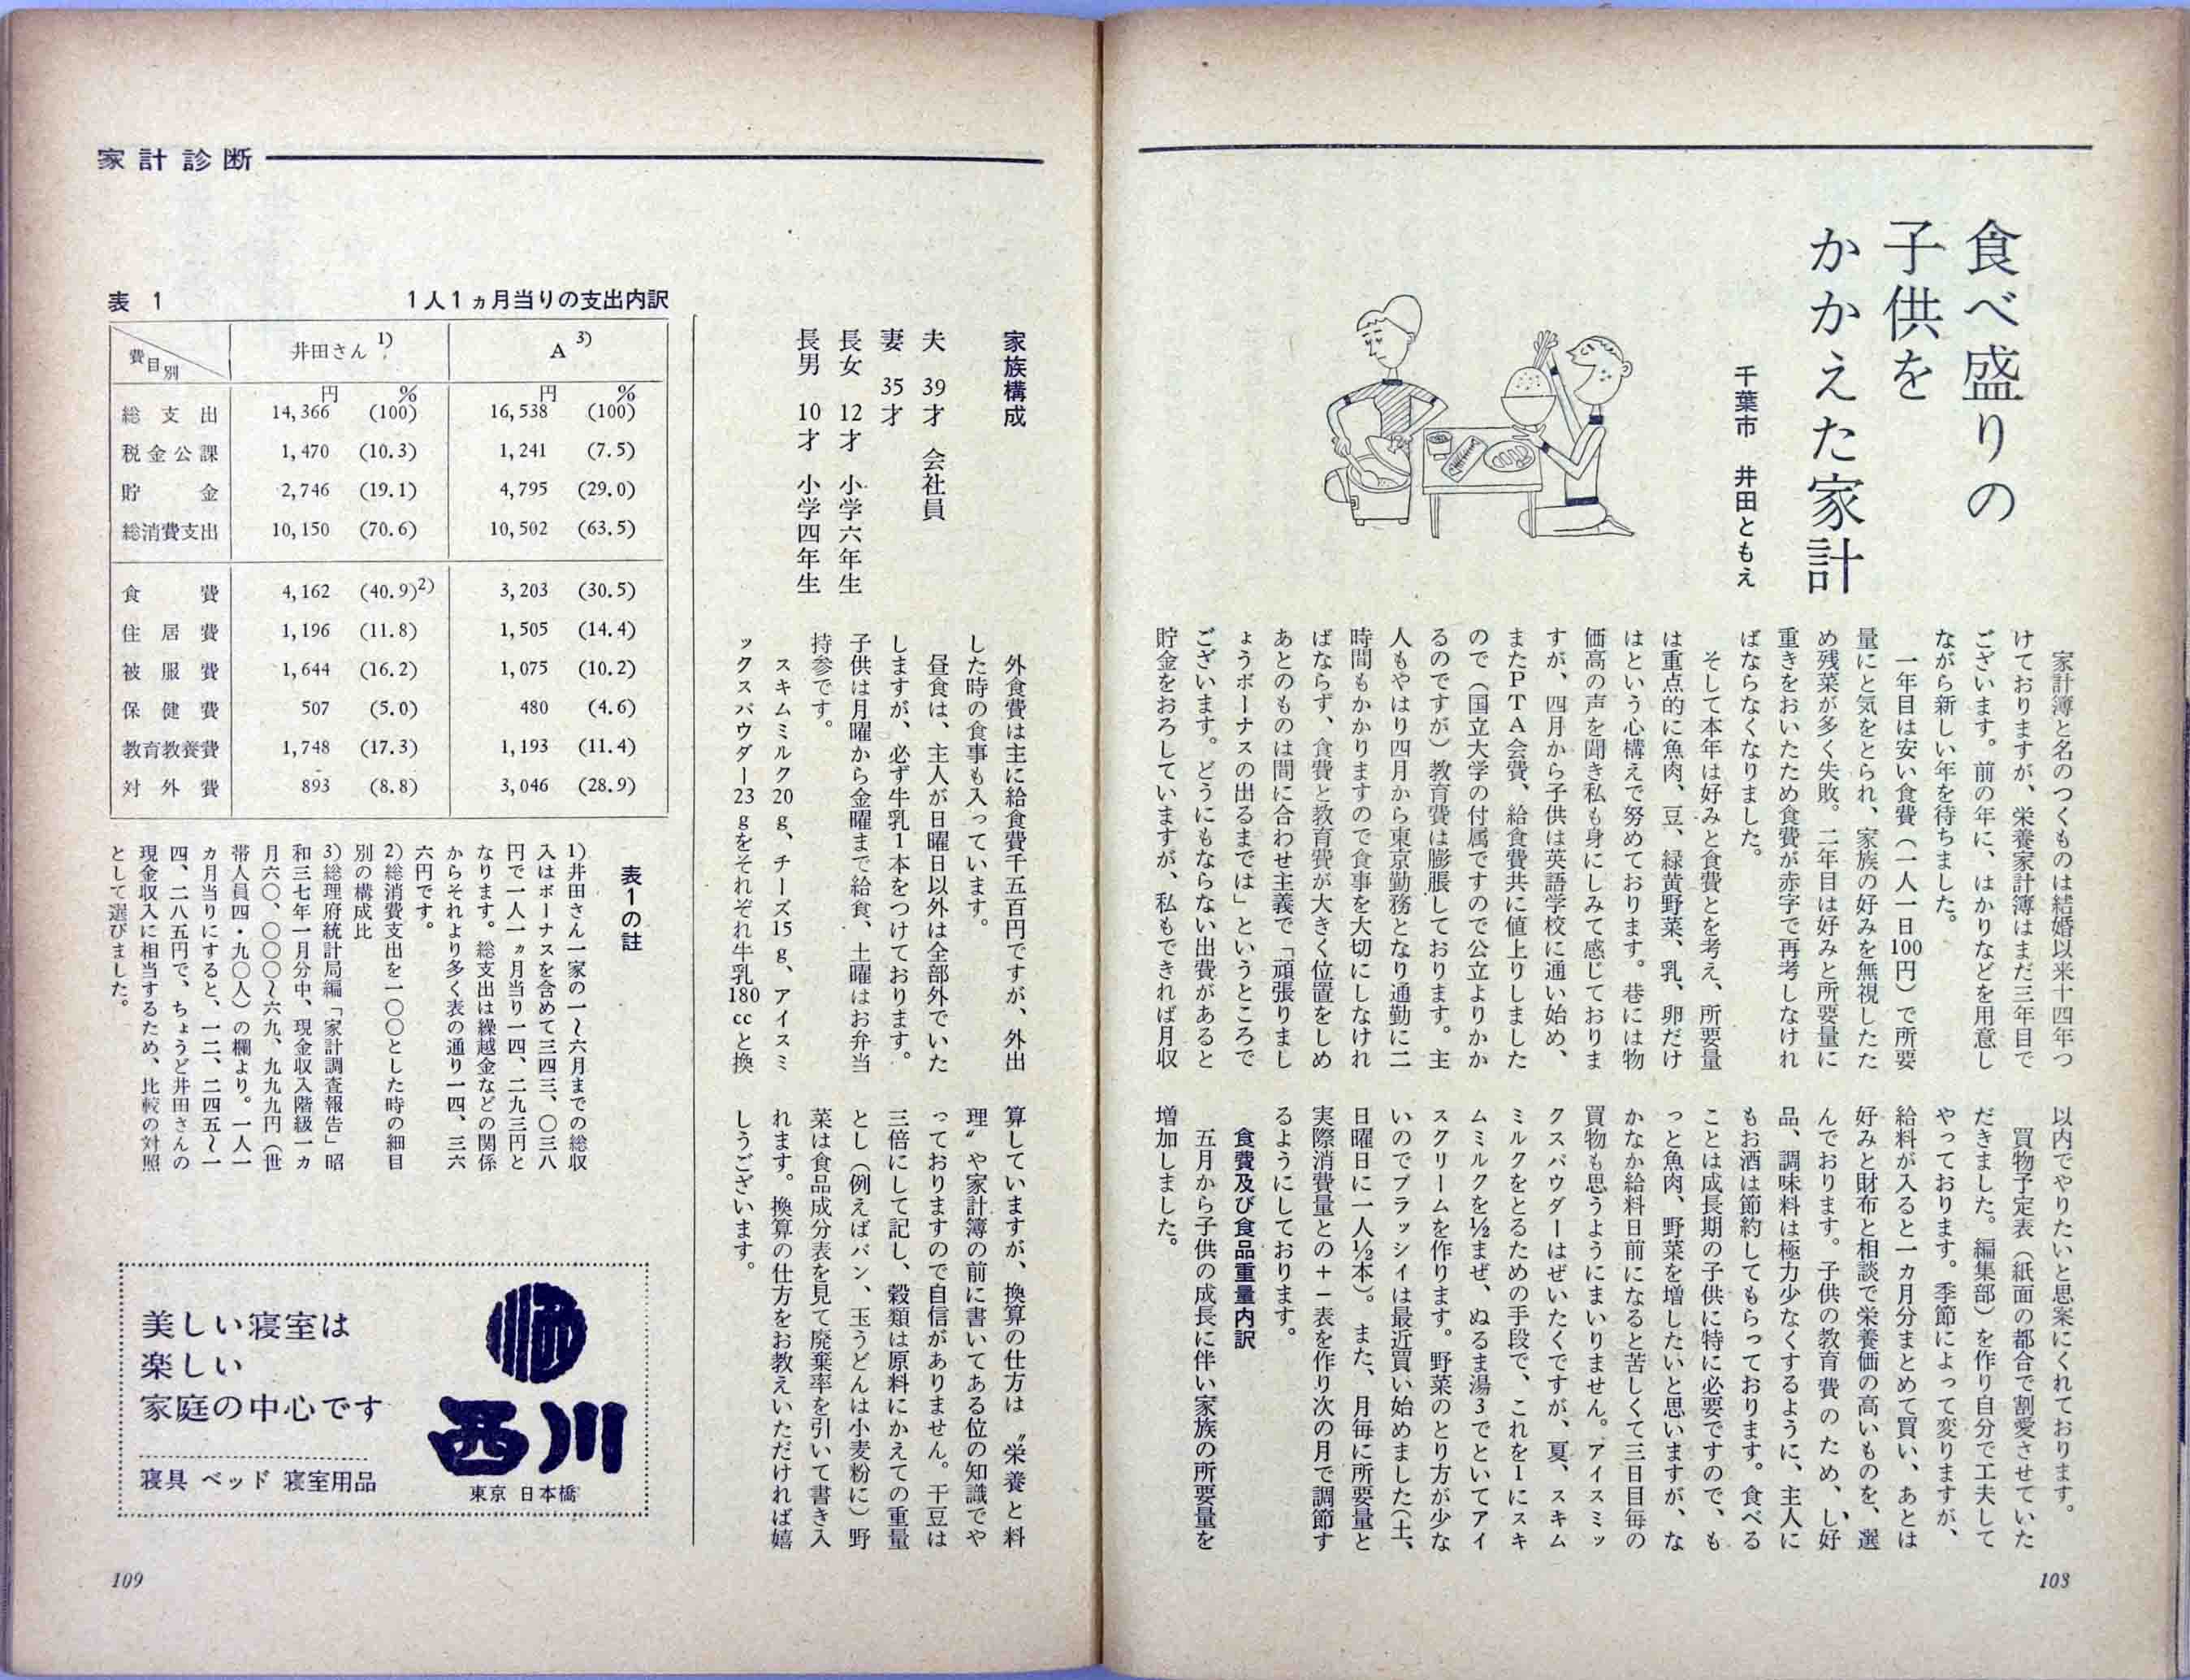 食べ盛りの
子供を
かかえた家計
千葉市　井田ともえ
家計簿と名のつくものは結婚以来十四年つ
けておりますが、栄養家計簿はまだ三年目で
ございます。前の年に、はかりなどを用意し
ながら新しい年を待ちました。
一年目は安い食費（一人一日100円）で所要
量にと気をとられ、家族の好みを無視したた
め残菜が多く失敗。二年目は好みと所要量に
重きをおいたため食費が赤字で再考しなけれ
ばならなくなりました。
そして本年は好みと食費とを考え、所要量
は重点的に魚肉、豆、緑黄野菜、乳、卵だけ
はという心構えで努めております。巷には物
価高の声を聞き私も身にしみて感じておりま
すが、四月から子供は英語学校に通い始め、
またPTA会費、給食費共に値上りしました
ので（国立大学の付属ですので公立よりかか
るのですが）教育費は膨脹しております。主
人もやはり四月から東京勤務となり通勤に二
時間もかかりますので食事を大切にしなけれ
ばならず、食費と教育費が大きく位置をしめ
あとのものは間に合わせ主義で「頑張りまし
ょうボーナスの出るまでは」というところで
ございます。どうにもならない出費があると
貯金をおろしていますが、私もできれば月収
以内でやりたいと思案にくれております。
買物予定表（紙面の都合で割愛させていた
だきました。編集部）を作り自分で工夫して
やっております。季節によって変りますが、
給料が入ると一カ月分まとめて買い、あとは
好みと財布と相談で栄養価の高いものを、選
んでおります。子供の教育費のため、し好
品、調味料は極力少なくするように、主人に
もお酒は節約してもらっております。食べる
ことは成長期の子供に特に必要ですので、も
っと魚肉、野菜を増したいと思いますが、な
かなか給料日前になると苦しくて三日目毎の
買物も思うようにまいりません。アイスミッ
クスパウダーはぜいたくですが、夏、スキム
ミルクをとるための手段で、これを1にスキ
ムミルクを½まぜ、ぬるま湯3でといてアイ
スクリームを作ります。野菜のとり方が少な
いのでプラッシイは最近買い始めました（土、
日曜日に一人½本）。また、月毎に所要量と
実際消費量との＋－表を作り次の月で調節す
るようにしております。
食費及び食品重量内訳
五月から子供の成長に伴い家族の所要量を
増加しました。
103
家計診断
家族構成
夫　39才　会社員
妻　35才
長女　12才　小学六年生
長男　10才　小学四年生
外食費は主に給食費千五百円ですが、外出
した時の食事も入っています。
昼食は、主人が日曜日以外は全部外でいた
しますが、必ず牛乳1本をつけております。
子供は月曜から金曜まで給食、土曜はお弁当
持参です。
スキムミルク20g、チーズ15g、アイスミ
ックスパウダー23gをそれぞれ牛乳180ccと換
算していますが、換算の仕方は〝栄養と料
理〟や家計簿の前に書いてある位の知識でや
っておりますので自信がありません。干豆は
三倍にして記し、穀類は原料にかえての重量
とし（例えばパン、玉うどんは小麦粉に）野
菜は食品成分表を見て廃棄率を引いて書き入
れます。換算の仕方をお教えいただければ嬉
しうございます。
表 1　1人1ヵ月当りの支出内訳
費目別　井田さん1)　A3)
円　%　円　%
総支出　14,366　(100)　16,538　(100)
税金公課　1,470　(10.3)　1,241　(7.5)
貯金　2,746　(19.1)　4,795　(29.0)
総消費支出　10,150　(70.6)　10,502　(63.5)
食費　4,162　(40.9)2)　3,203　(30.5)
住居費　1,196　(11.8)　1,505　(14.4)
被服費　1,644　(16.2)　1,075　(10.2)
保健費　507　(5.0)　480　(4.6)
教育教養費　1,748　(17.3)　1,193　(11.4)
対外費　893　(8.8)　3,046　(28.9)
表1の註
1)井田さん一家の一〜六月までの総収
入はボーナスを含めて三四三、〇三八
円で一人一ヵ月当り一四、二九三円と
なります。総支出は繰越金などの関係
からそれより多く表の通り一四、三六
六円です。
2)総消費支出を一〇〇とした時の細目
別の構成比
3)総理府統計局編「家計調査報告」昭
和三七年一月分中、現金収入階級一カ
月六〇、〇〇〇〜六九、九九九円（世
帯人員四・九〇人）の欄より。一人一
カ月当りにすると、一二、二四五〜一
四、二八五円で、ちょうど井田さんの
現金収入に相当するため、比較の対照
として選びました。
美しい寝室は
楽しい
家庭の中心です
寝具 ベッド 寝室用品
西川
東京 日本橋
109